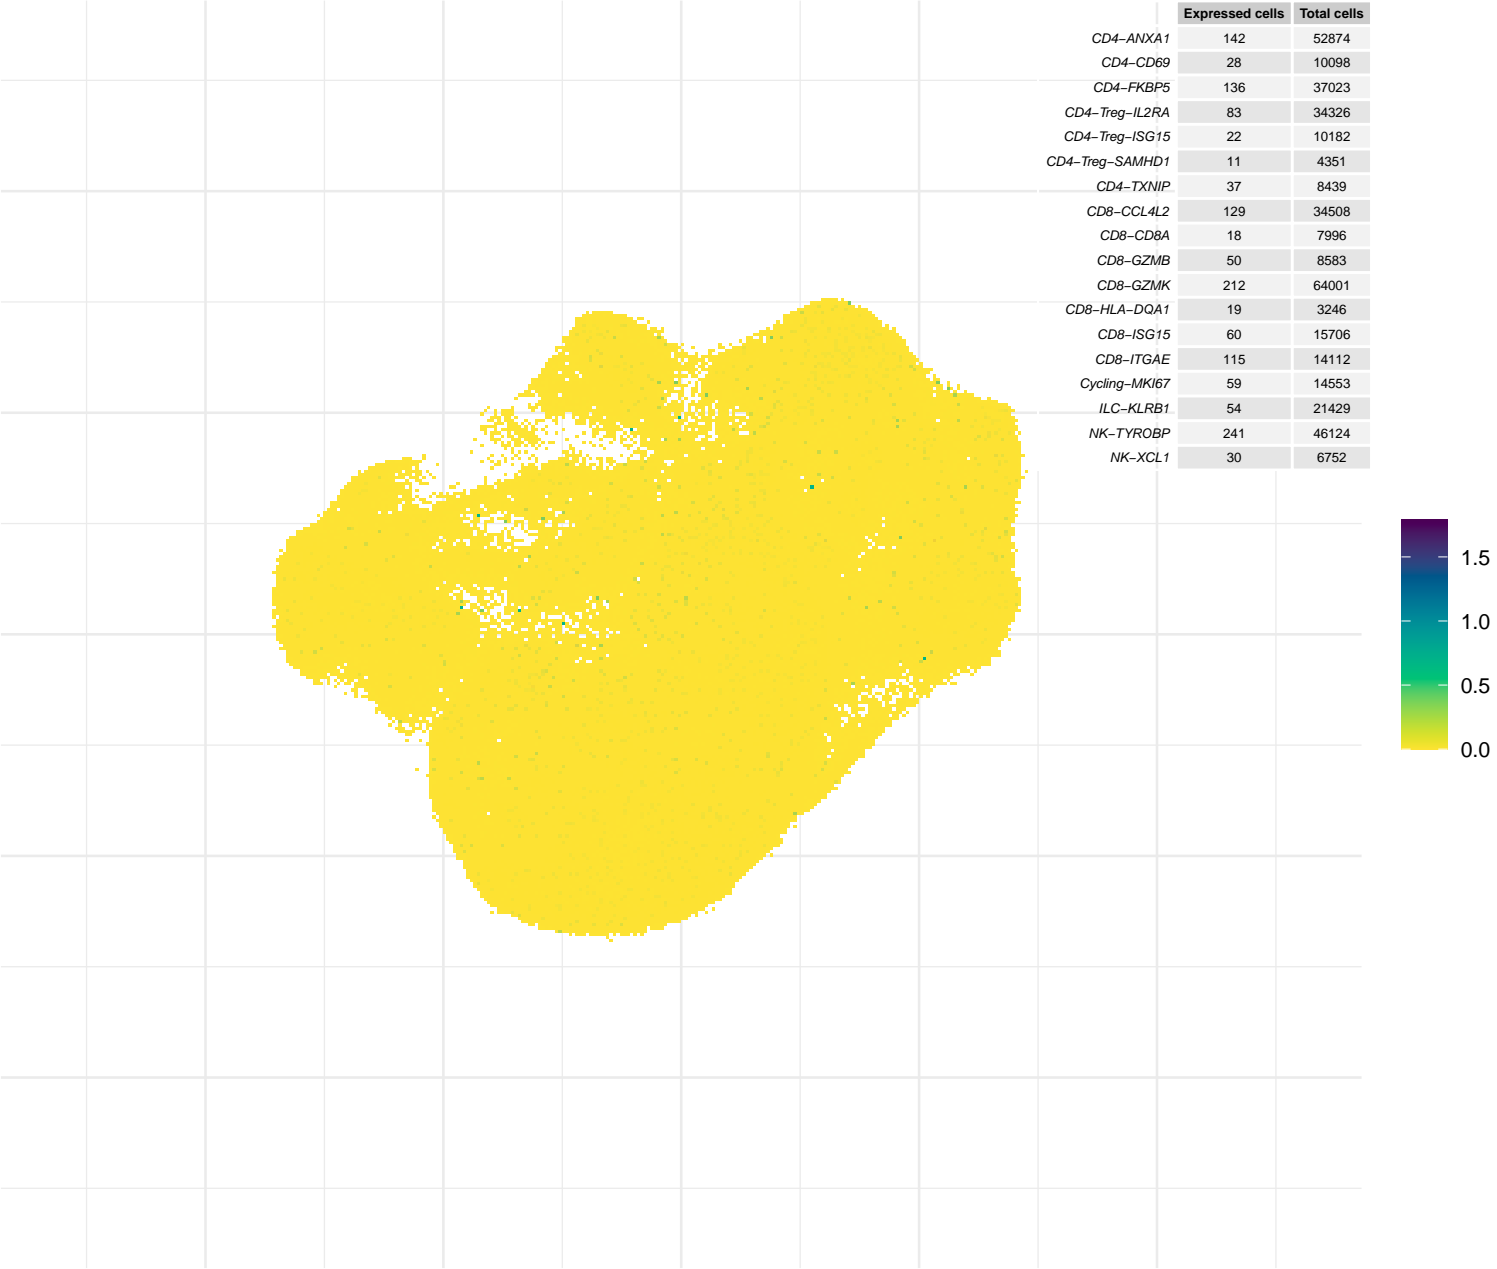 Expressed cells Total cells
CD4−ANXA1 142 52874
CD4−CD69 28 10098
CD4−FKBP5 136 37023
CD4−Treg−IL2RA 83 34326
CD4−Treg−ISG15 22 10182
CD4−Treg−SAMHD1 11 4351
CD4−TXNIP 37 8439
CD8−CCL4L2 129 34508
CD8−CD8A 18 7996
CD8−GZMB 50 8583
CD8−GZMK 212 64001
CD8−HLA−DQA1 19 3246
CD8−ISG15 60 15706
CD8−ITGAE 115 14112
Cycling−MKI67 59 14553
ILC−KLRB1 54 21429
NK−TYROBP 241 46124
NK−XCL1 30 6752
1.5
1.0
0.5
0.0